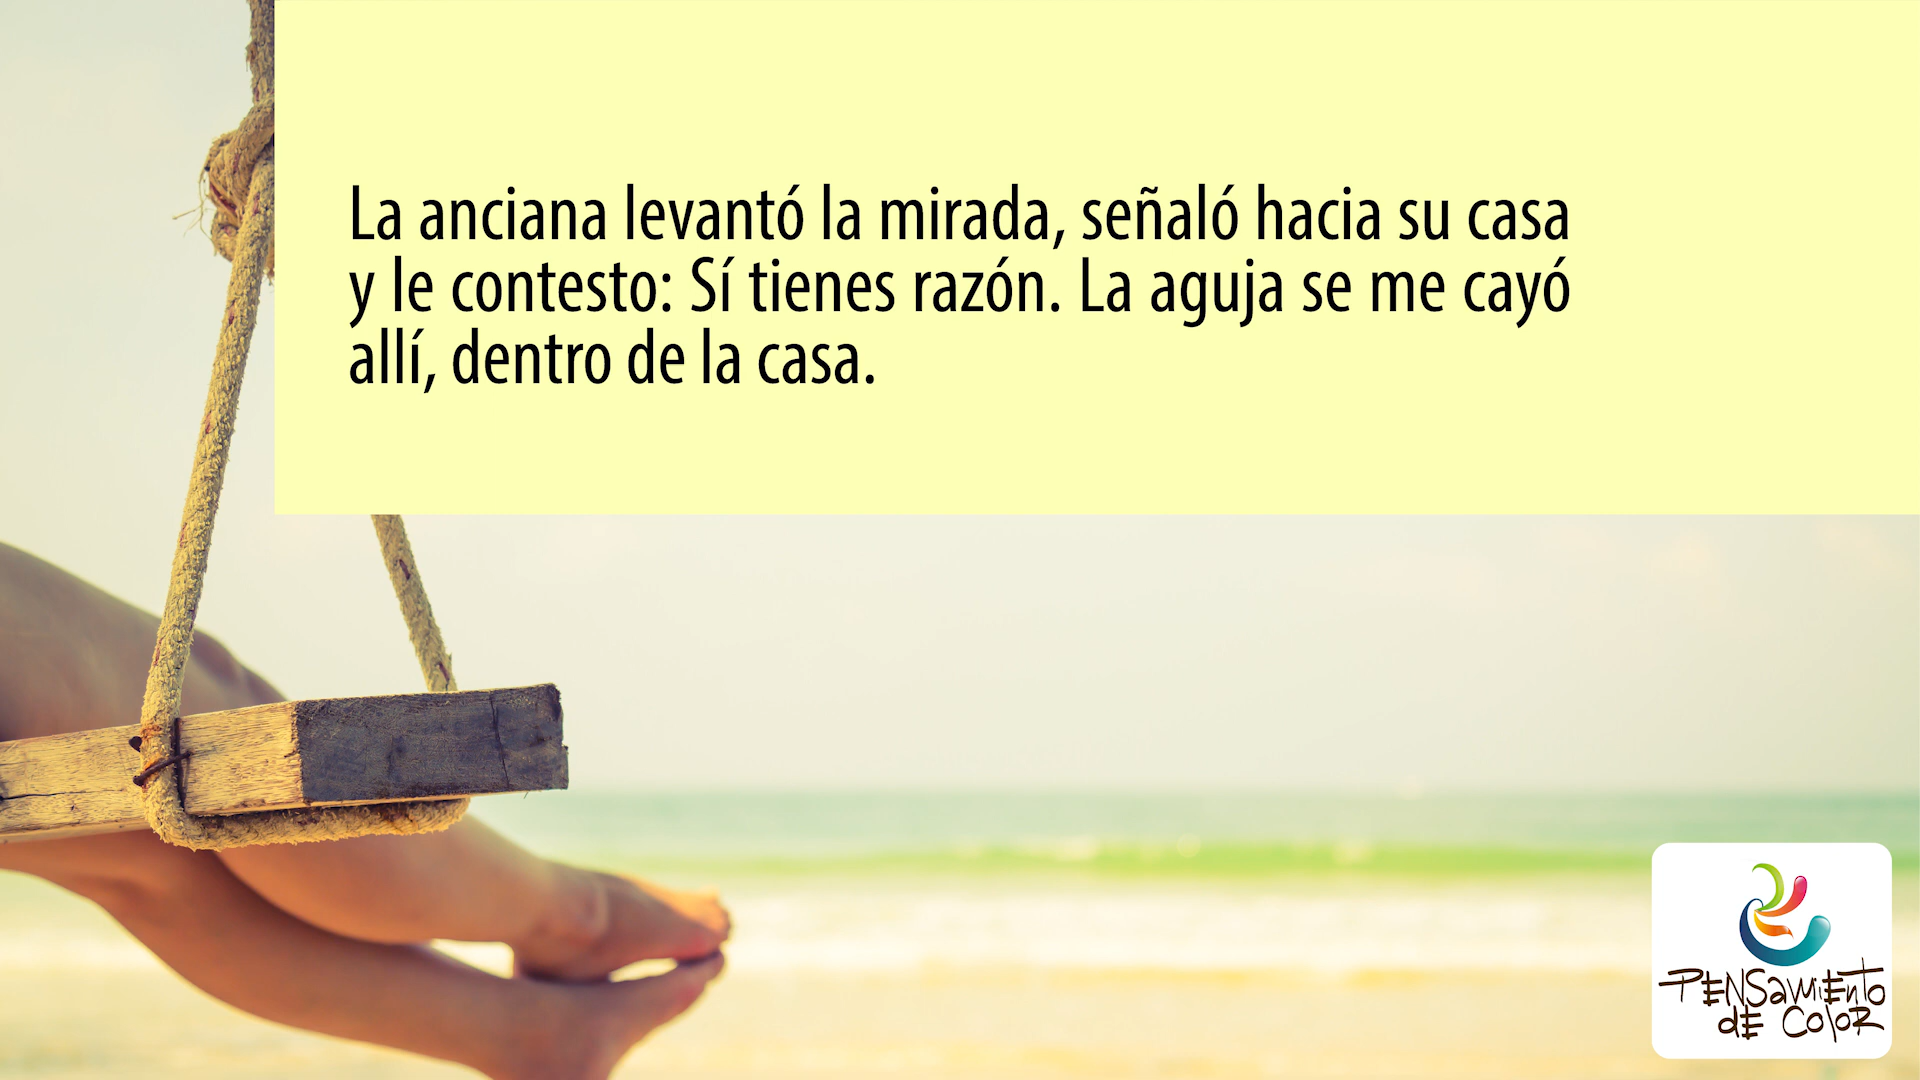 La anciana levantó la mirada, señaló hacia su casa
y le contesto: Sí tienes razón. La aguja se me cayó
allí, dentro de la casa.
PENSamiENto
dE ColoR